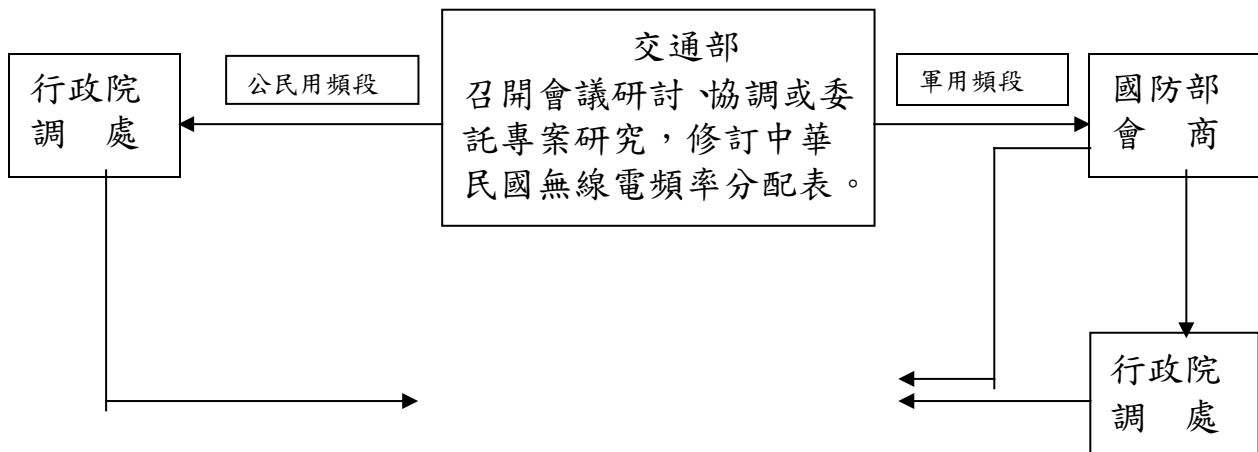 交通部
召開會議研討、協調或委
託專案研究,修訂中華
民國無線電頻率分配表。
公民用頻段
軍用頻段
行政院
調 處
國防部
會 商
行政院
調 處